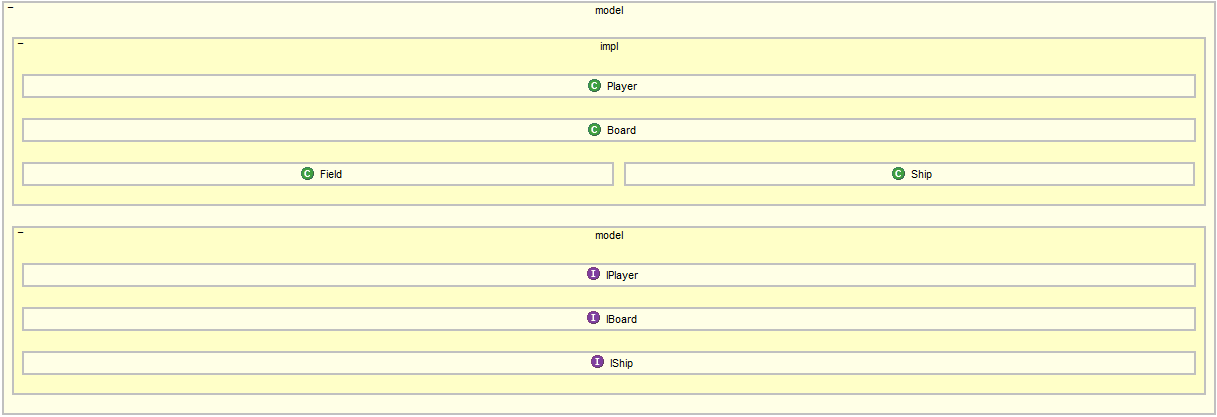 model
impl
C Player
C Board
C Field C Ship
model
I IPlayer
I IBoard
I IShip